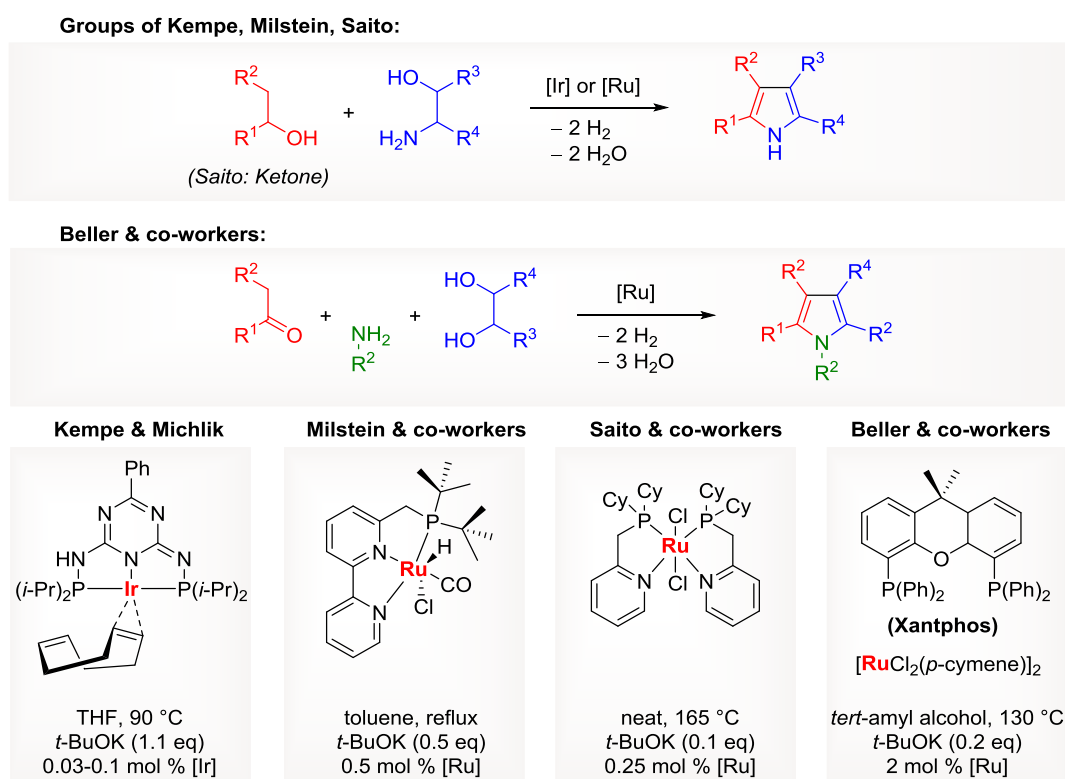 Groups of Kempe, Milstein, Saito:
R2
R1
OH
(Saito: Ketone)
+
HO
R3
H2N
R4
[Ir] or [Ru]
– 2 H2
– 2 H2O
R2
R3
R1
N
H
R4
Beller & co-workers:
R2
R1
O
+
NH2
R2
+
HO
R4
HO
R3
[Ru]
– 2 H2
– 3 H2O
R2
R4
R1
N
R2
R2
Kempe & Michlik
Ph
N
N
HN
N
N
(i-Pr)2P
Ir
P(i-Pr)2
THF, 90 °C
t-BuOK (1.1 eq)
0.03-0.1 mol % [Ir]
Milstein & co-workers
P
N
H
Ru
CO
Cl
N
toluene, reflux
t-BuOK (0.5 eq)
0.5 mol % [Ru]
Saito & co-workers
Cy
Cy
Cy
Cy
P
Cl
P
Ru
N
Cl
N
neat, 165 °C
t-BuOK (0.1 eq)
0.25 mol % [Ru]
Beller & co-workers
O
P(Ph)2
P(Ph)2
(Xantphos)
[RuCl2(p-cymene)]2
tert-amyl alcohol, 130 °C
t-BuOK (0.2 eq)
2 mol % [Ru]